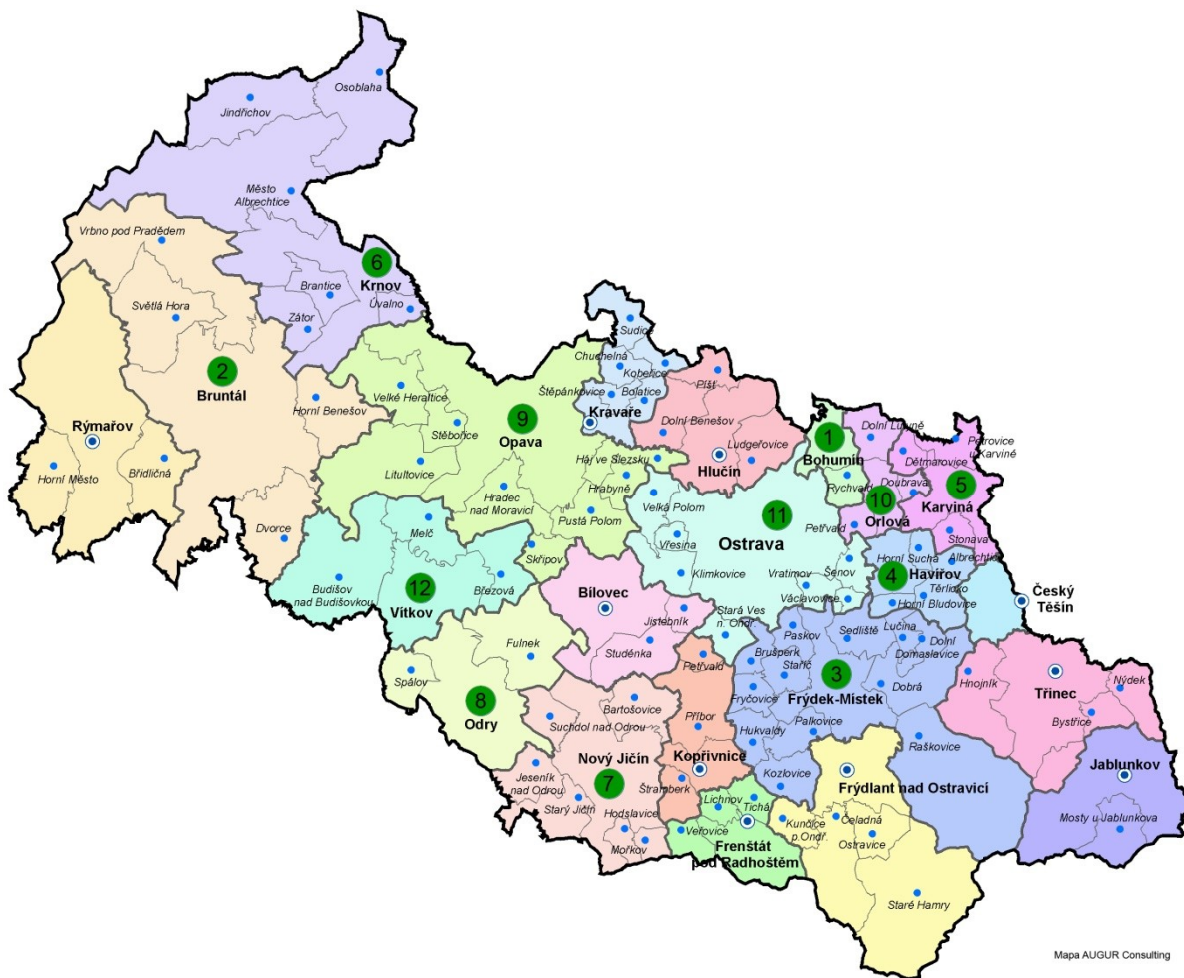 Osoblaha
Jindřichov
Město
Albrechtice
Vrbno pod Pradědem
6
Krnov
Brantice
Úvalno
Světlá Hora
Zátor
Sudice
Chuchelná
Kobeřice
2
Bruntál
Velké Heraltice
Štěpánkovice
Bolatice
Píšť
Horní Benešov
9
Opava
Kravaře
Dolní Benešov
1
Bohumín
Dolní Lutyně
Petrovice
u Karviné
Rýmařov
Stěbořice
Ludgeřovice
Hlučín
Dětmarovice
Horní Město
Břidličná
Litultovice
Háj ve Slezsku
Hrabyně
Rychvald
Doubrava
5
Karviná
Hradec
nad Moravicí
Velká Polom
10
Orlová
11
Ostrava
Pustá Polom
Petřvald
Dvorce
Melč
Vřesina
Stonava
Skřipov
Klimkovice
Horní Suchá
Albrechtice
Šenov
4
Havířov
Budišov
nad Budišovkou
12
Vítkov
Březová
Bílovec
Vratimov
Václavovice
Těrlicko
Horní Bludovice
Český
Těšín
Jistebník
Stará Ves
n. Ondř.
Fulnek
Studénka
Paskov
Sedliště
Lučina
Dolní
Domaslavice
Brušperk
Petřvald
Staříč
3
Frýdek-Místek
Spálov
8
Odry
Bartošovice
Fryčovice
Dobrá
Hnojník
Třinec
Nýdek
Suchdol nad Odrou
Příbor
Hukvaldy
Palkovice
Bystřice
Raškovice
Nový Jičín
7
Kopřivnice
Jeseník
nad Odrou
Štramberk
Kozlovice
Frýdlant nad Ostravicí
Jablunkov
Starý Jičín
Hodslavice
Lichnov
Tichá
Kunčice
p.Ondř.
Čeladná
Mosty u Jablunkova
Mořkov
Veřovice
Frenštát
pod Radhoštěm
Ostravice
Staré Hamry
Mapa AUGUR Consulting